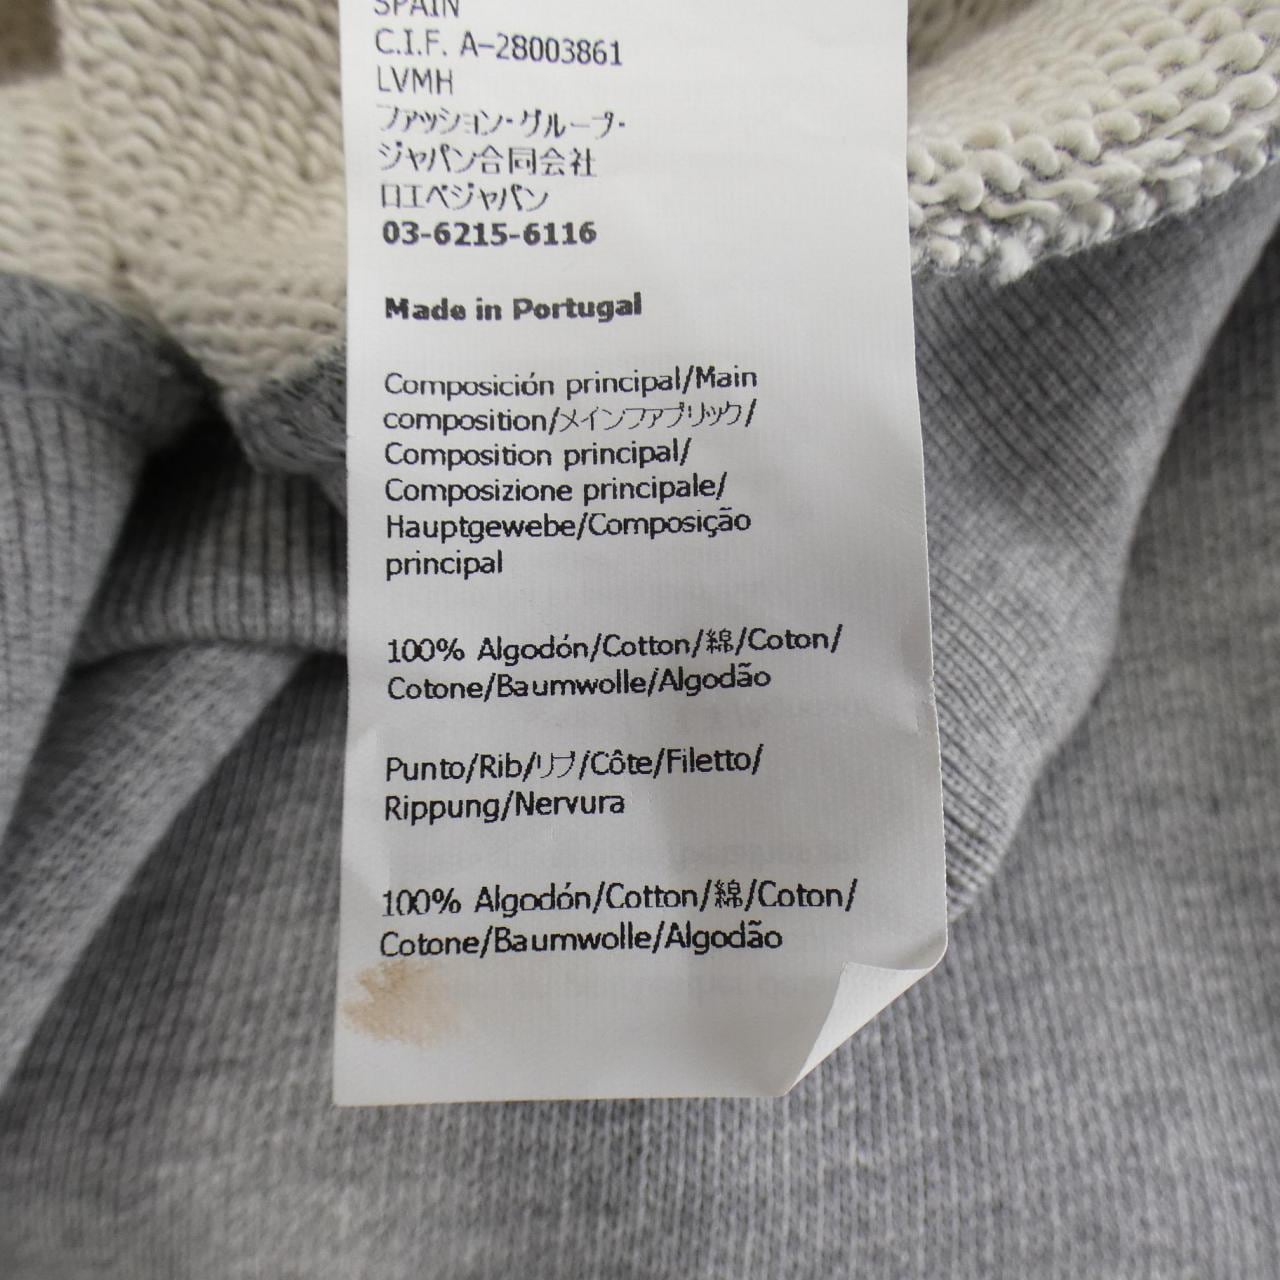 SPAIN
C.I.F. A-28003861
LVMH
ファッション・グループ・
ジャパン合同会社
ロエベジャパン
03-6215-6116
Made in Portugal
Composición principal/Main
composition/メインファブリック/
Composition principal/
Composizione principale/
Hauptgewebe/Composição
principal
100% Algodón/Cotton/綿/Coton/
Cotone/Baumwolle/Algodão
Punto/Rib/リブ/Côte/Filetto/
Rippung/Nervura
100% Algodón/Cotton/綿/Coton/
Cotone/Baumwolle/Algodão